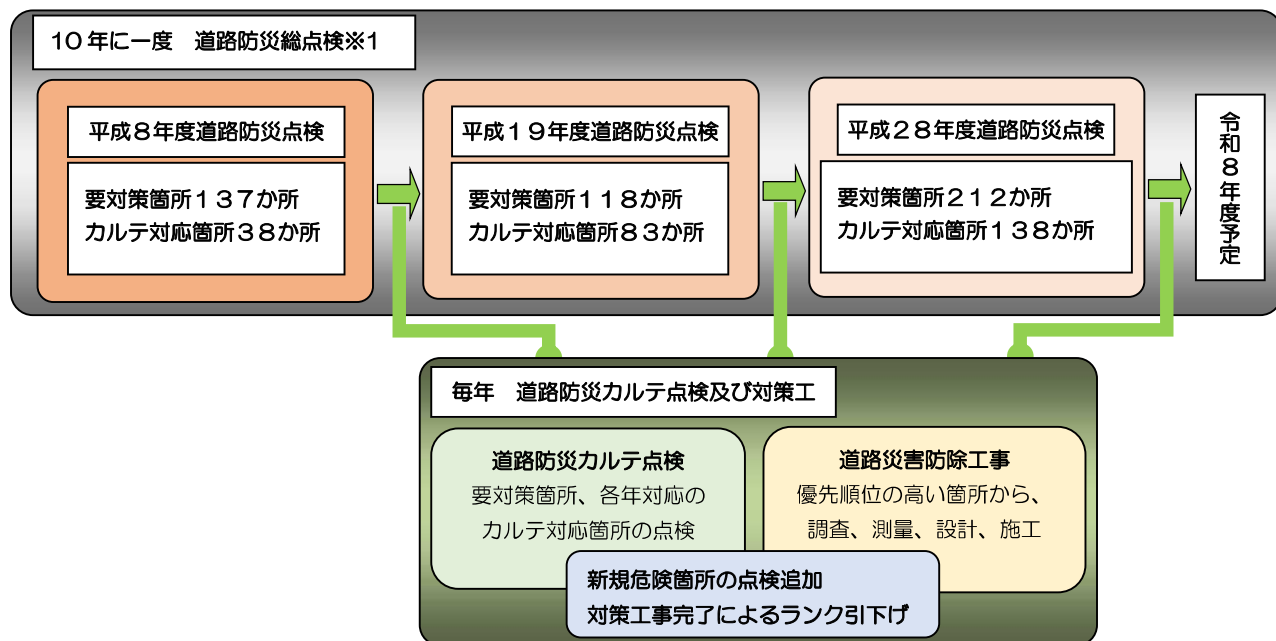 10年に一度　道路防災総点検※1
平成8年度道路防災点検
要対策箇所１３７か所
カルテ対応箇所３８か所
平成１９年度道路防災点検
要対策箇所１１８か所
カルテ対応箇所８３か所
平成２８年度道路防災点検
要対策箇所２１２か所
カルテ対応箇所１３８か所
令和８年度予定
毎年　道路防災カルテ点検及び対策工
道路防災カルテ点検
要対策箇所、各年対応の
カルテ対応箇所の点検
道路災害防除工事
優先順位の高い箇所から、
調査、測量、設計、施工
新規危険箇所の点検追加
対策工事完了によるランク引下げ